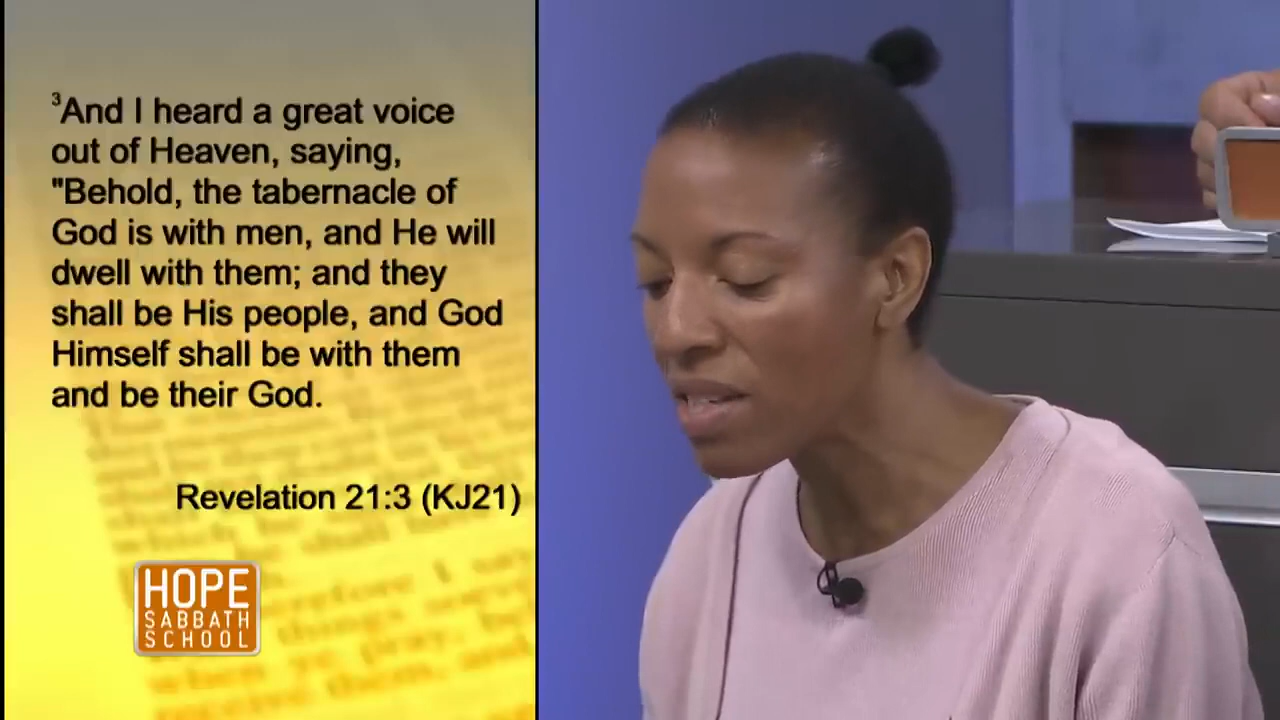 ³And I heard a great voice
out of Heaven, saying,
"Behold, the tabernacle of
God is with men, and He will
dwell with them; and they
shall be His people, and God
Himself shall be with them
and be their God.
Revelation 21:3 (KJ21)
HOPE
SABBATH
SCHOOL